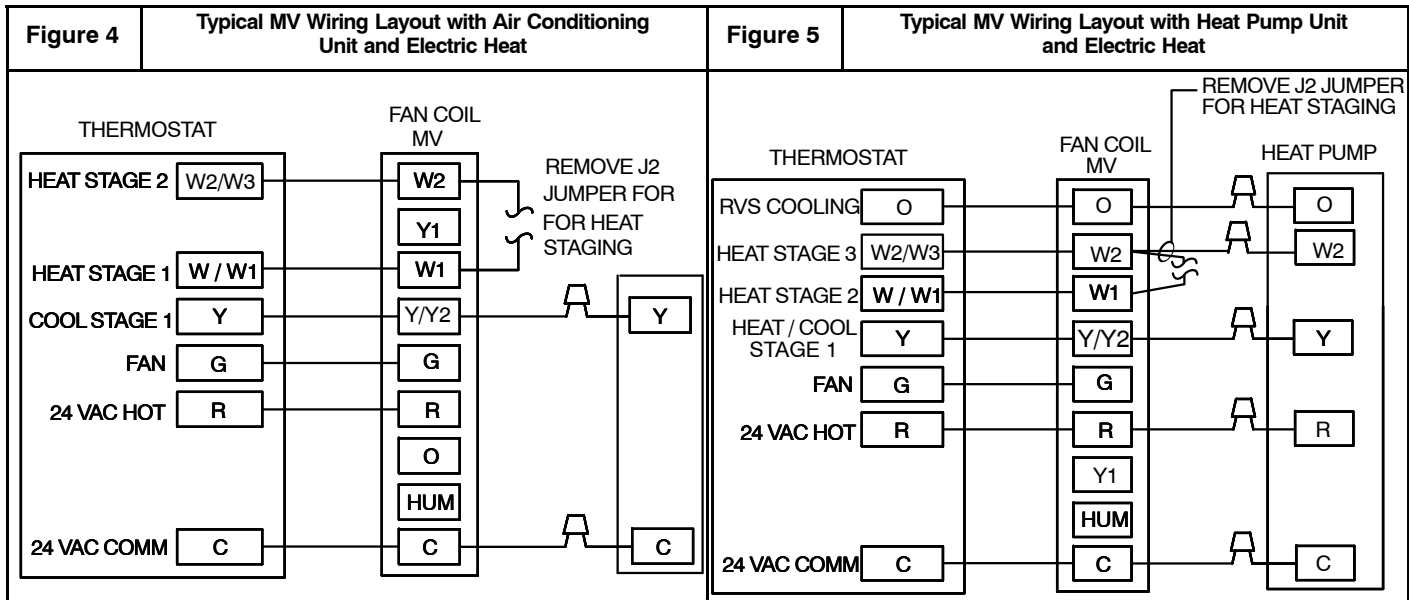 Figure 4
Typical MV Wiring Layout with Air Conditioning
Unit and Electric Heat
THERMOSTAT
FAN COIL
MV
HEAT STAGE 2 W2/W3 W2
REMOVE J2
JUMPER FOR
FOR HEAT
STAGING
Y1
HEAT STAGE 1 W / W1 W1
COOL STAGE 1 Y Y/Y2 Y
FAN G G
24 VAC HOT R R
O
HUM
24 VAC COMM C C C
Figure 5
Typical MV Wiring Layout with Heat Pump Unit
and Electric Heat
REMOVE J2 JUMPER
FOR HEAT STAGING
THERMOSTAT
FAN COIL
MV
HEAT PUMP
RVS COOLING O O O
HEAT STAGE 3 W2/W3 W2 W2
HEAT STAGE 2 W / W1 W1
HEAT / COOL
STAGE 1 Y Y/Y2 Y
FAN G G
24 VAC HOT R R R
Y1
HUM
24 VAC COMM C C C